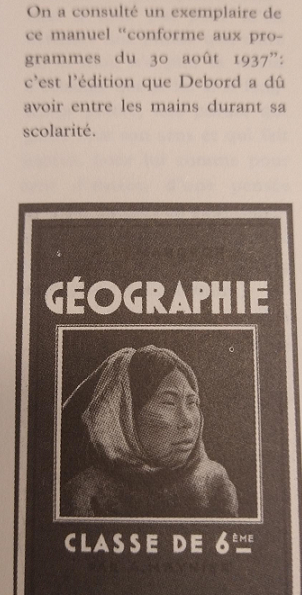 On a consulté un exemplaire de
ce manuel "conforme aux pro-
grammes du 30 août 1937":
c'est l'édition que Debord a dû
avoir entre les mains durant sa
scolarité.
GÉOGRAPHIE
CLASSE DE 6ÈME